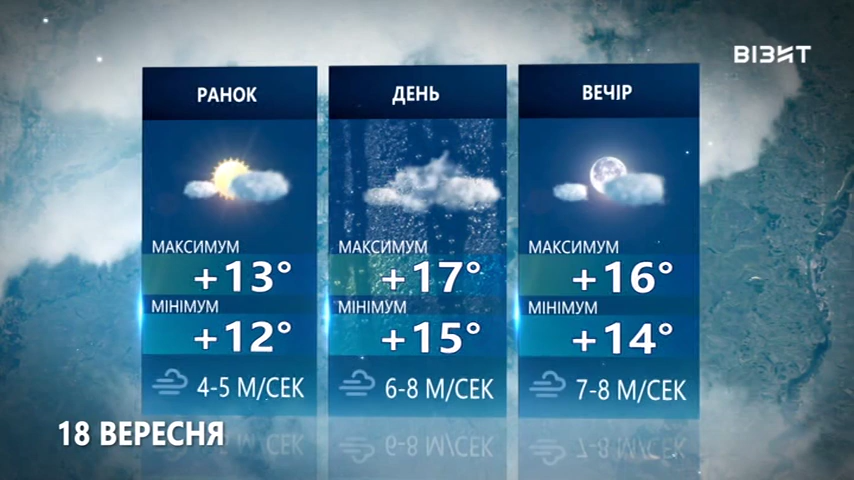 ВІЗИТ
РАНОК
МАКСИМУМ
+13°
МІНІМУМ
+12°
4-5 М/СЕК
ДЕНЬ
МАКСИМУМ
+17°
МІНІМУМ
+15°
6-8 М/СЕК
ВЕЧІР
МАКСИМУМ
+16°
МІНІМУМ
+14°
7-8 М/СЕК
18 ВЕРЕСНЯ